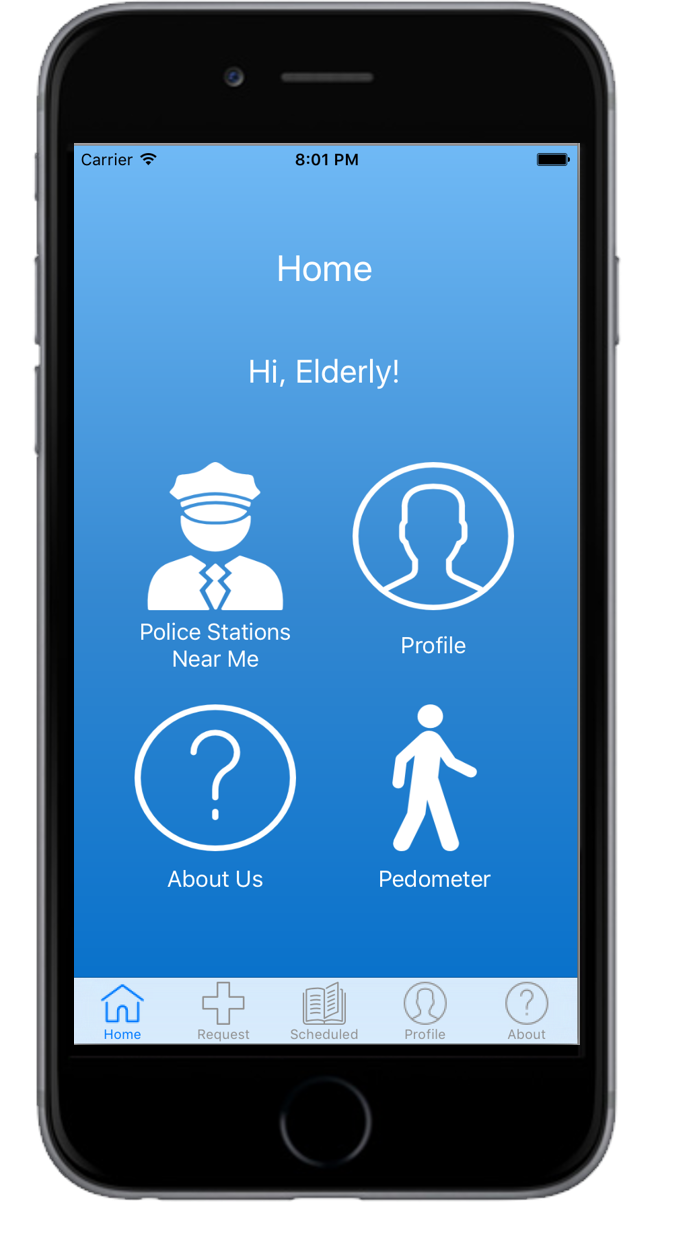 Carrier 8:01 PM
Home
Hi, Elderly!
Police Stations
Near Me
Profile
About Us
Pedometer
Home Request Scheduled Profile About